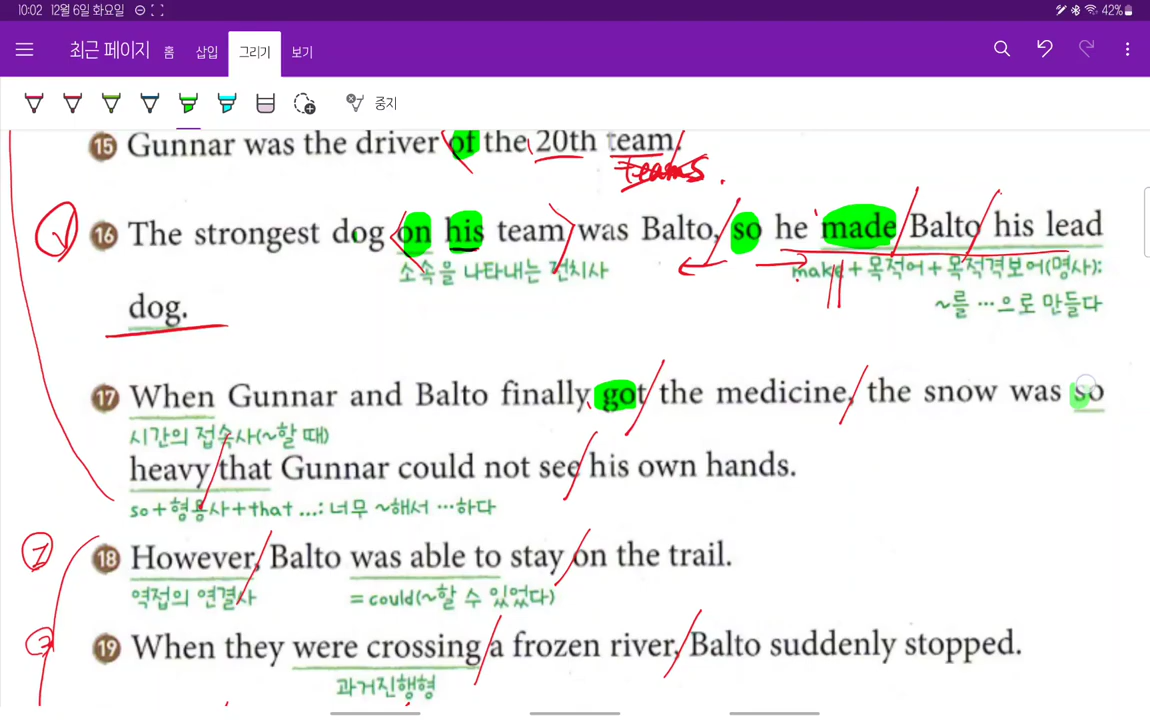 10:02 12월 6일 화요일
42%
최근 페이지 홈 삽입 그리기 보기
중지
15 Gunnar was the driver of the 20th team.
teams.
16 The strongest dog on his team was Balto, so he made Balto his lead
소속을 나타내는 전치사
make + 목적어 + 목적격보어(명사):
~를 …으로 만들다
dog.
17 When Gunnar and Balto finally got the medicine, the snow was so
시간의 접속사(~할 때)
heavy that Gunnar could not see his own hands.
so+형용사+that …: 너무 ~해서 …하다
18 However, Balto was able to stay on the trail.
역접의 연결사
= could(~할 수 있었다)
19 When they were crossing a frozen river, Balto suddenly stopped.
과거진행형